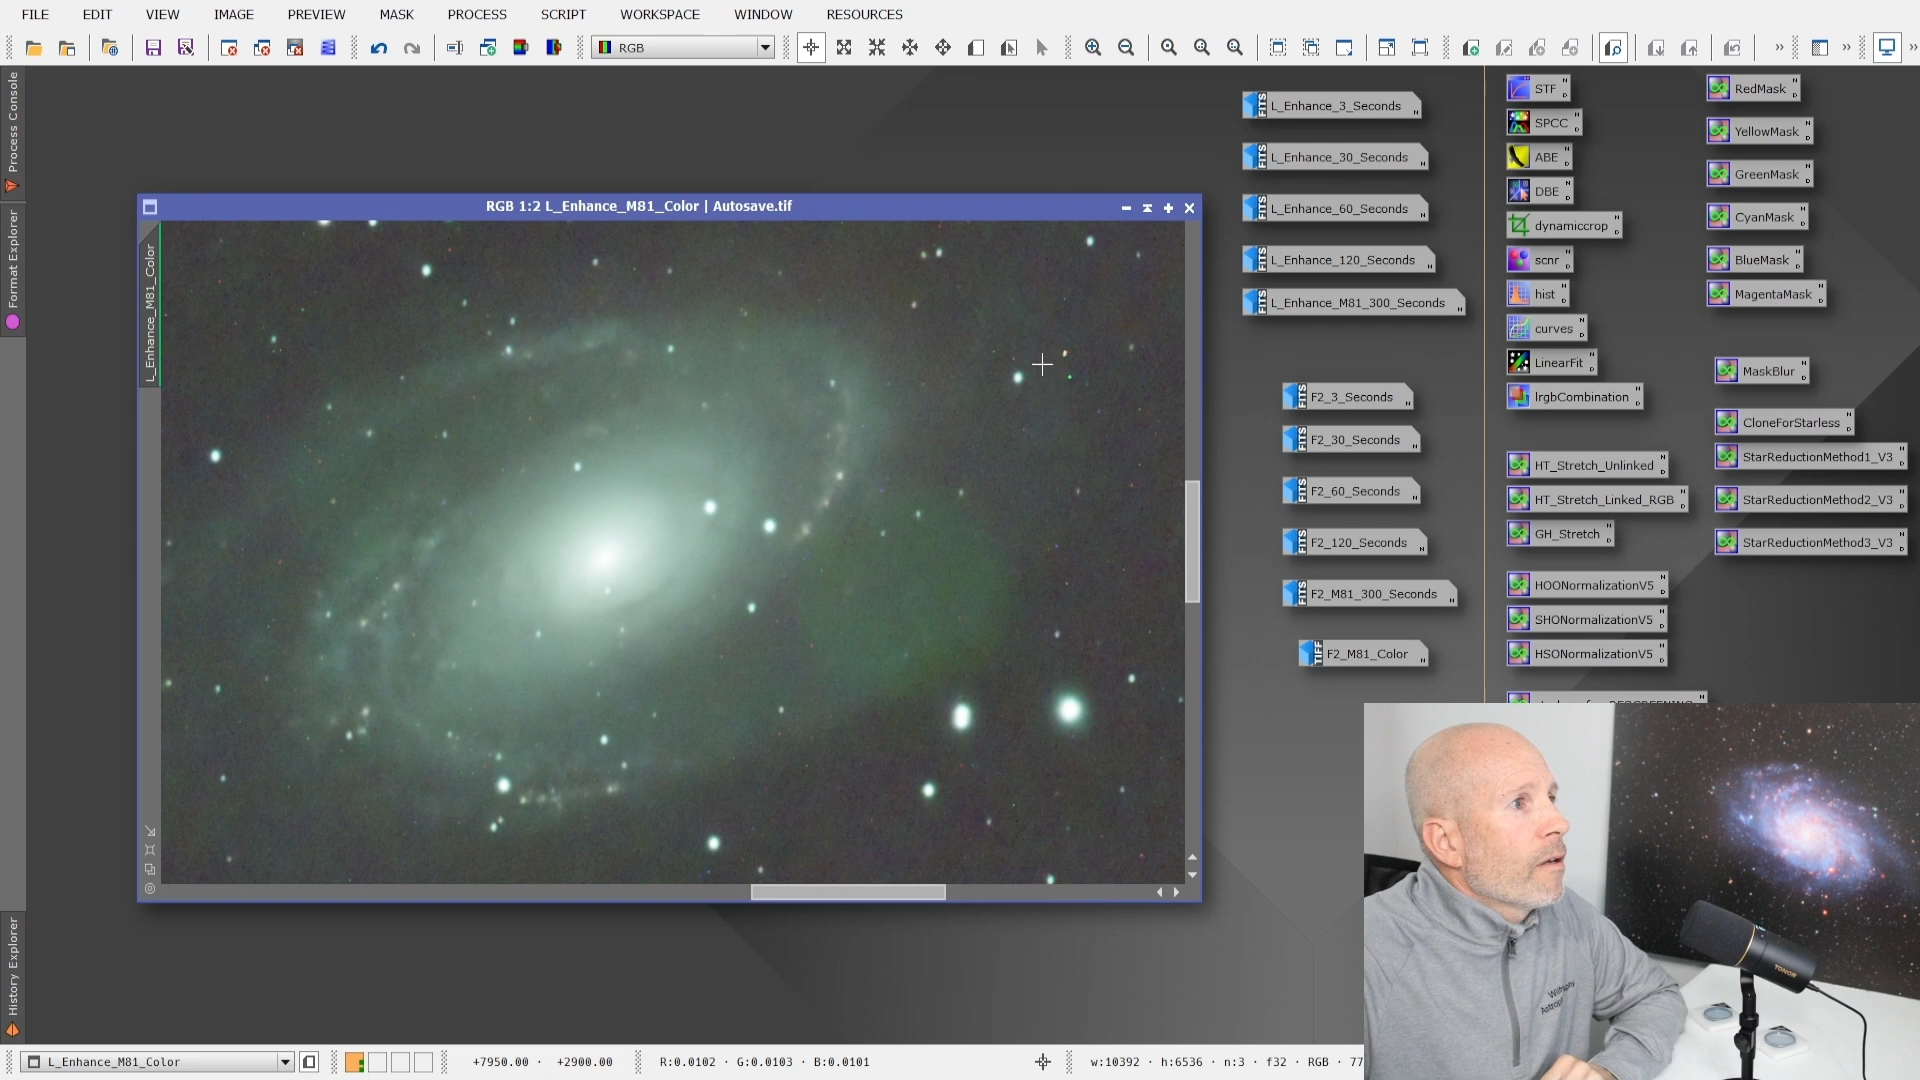 FILE EDIT VIEW IMAGE PREVIEW MASK PROCESS SCRIPT WORKSPACE WINDOW RESOURCES
RGB
Process Console
Format Explorer
History Explorer
RGB 1:2 L_Enhance_M81_Color | Autosave.tif
L_Enhance_M81_Color
L_Enhance_3_Seconds
L_Enhance_30_Seconds
L_Enhance_60_Seconds
L_Enhance_120_Seconds
L_Enhance_M81_300_Seconds
F2_3_Seconds
F2_30_Seconds
F2_60_Seconds
F2_120_Seconds
F2_M81_300_Seconds
F2_M81_Color
STF
SPCC
ABE
DBE
dynamiccrop
scnr
hist
curves
LinearFit
lrgbCombination
HT_Stretch_Unlinked
HT_Stretch_Linked_RGB
GH_Stretch
HOONormalizationV5
SHONormalizationV5
HSONormalizationV5
RedMask
YellowMask
GreenMask
CyanMask
BlueMask
MagentaMask
MaskBlur
CloneForStarless
StarReductionMethod1_V3
StarReductionMethod2_V3
StarReductionMethod3_V3
TONOR
L_Enhance_M81_Color
+7950.00 · +2900.00
R:0.0102 · G:0.0103 · B:0.0101
w:10392 · h:6536 · n:3 · f32 · RGB · 77